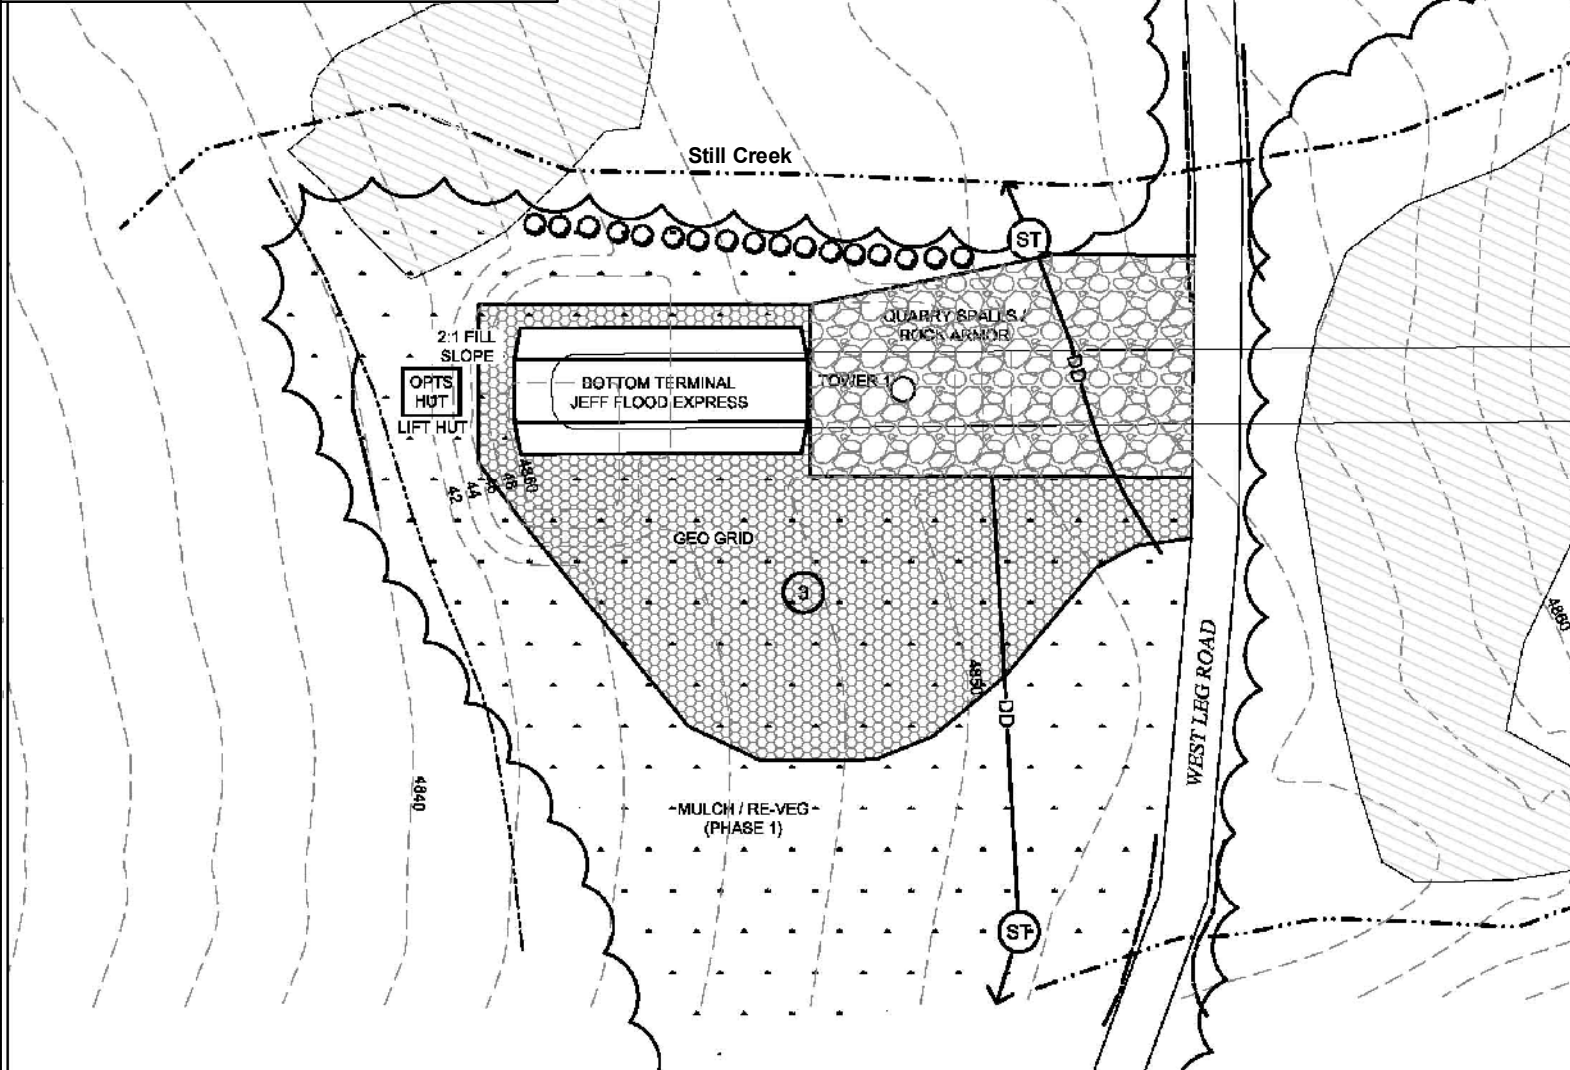 Still Creek
ST
QUARRY SPALLS /
ROCK ARMOR
2:1 FILL
SLOPE
OPTS
HUT
LIFT HUT
BOTTOM TERMINAL
JEFF FLOOD EXPRESS
TOWER 1
DD
42
44
46
48
4850
GEO GRID
3
4850
DD
WEST LEG ROAD
4860
4840
MULCH / RE-VEG
(PHASE 1)
ST